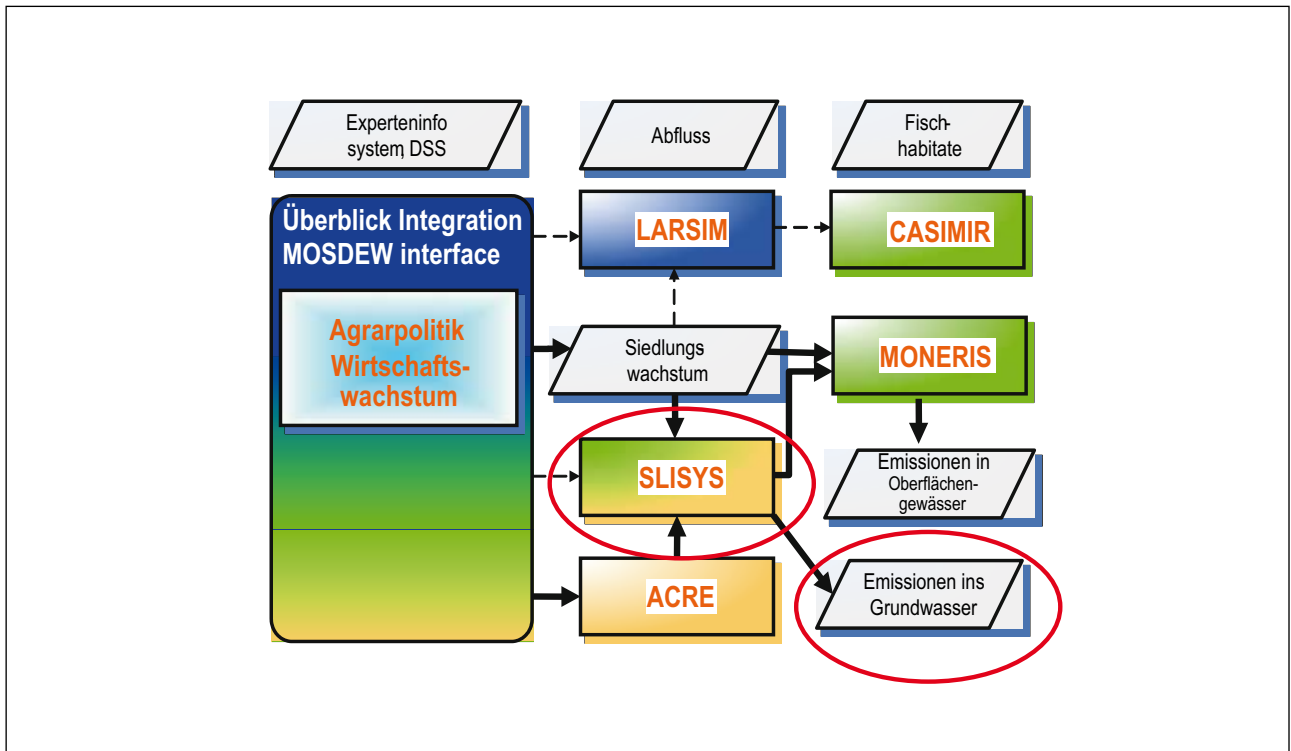 Experteninfo
system, DSS
Abfluss
Fisch-
habitate
Überblick Integration
MOSDEW interface
LARSIM
CASIMIR
Agrarpolitik
Wirtschafts-
wachstum
Siedlungs
wachstum
MONERIS
SLISYS
Emissionen in
Oberflächen-
gewässer
ACRE
Emissionen ins
Grundwasser